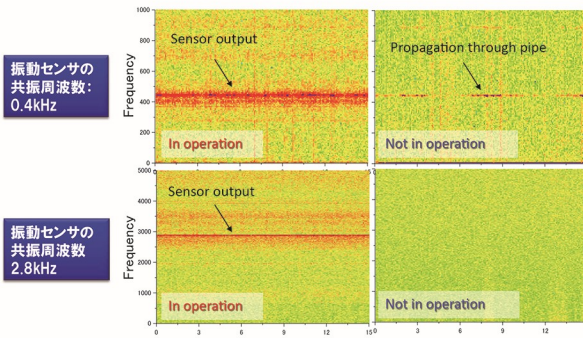 振動センサの
共振周波数:
0.4kHz
Frequency
1000
800
600
400
200
0
Sensor output
In operation
Propagation through pipe
Not in operation
振動センサの
共振周波数
2.8kHz
Frequency
5000
4000
3000
2000
1000
0
Sensor output
In operation
0 3 6 9 12 15
Not in operation
0 3 6 9 12